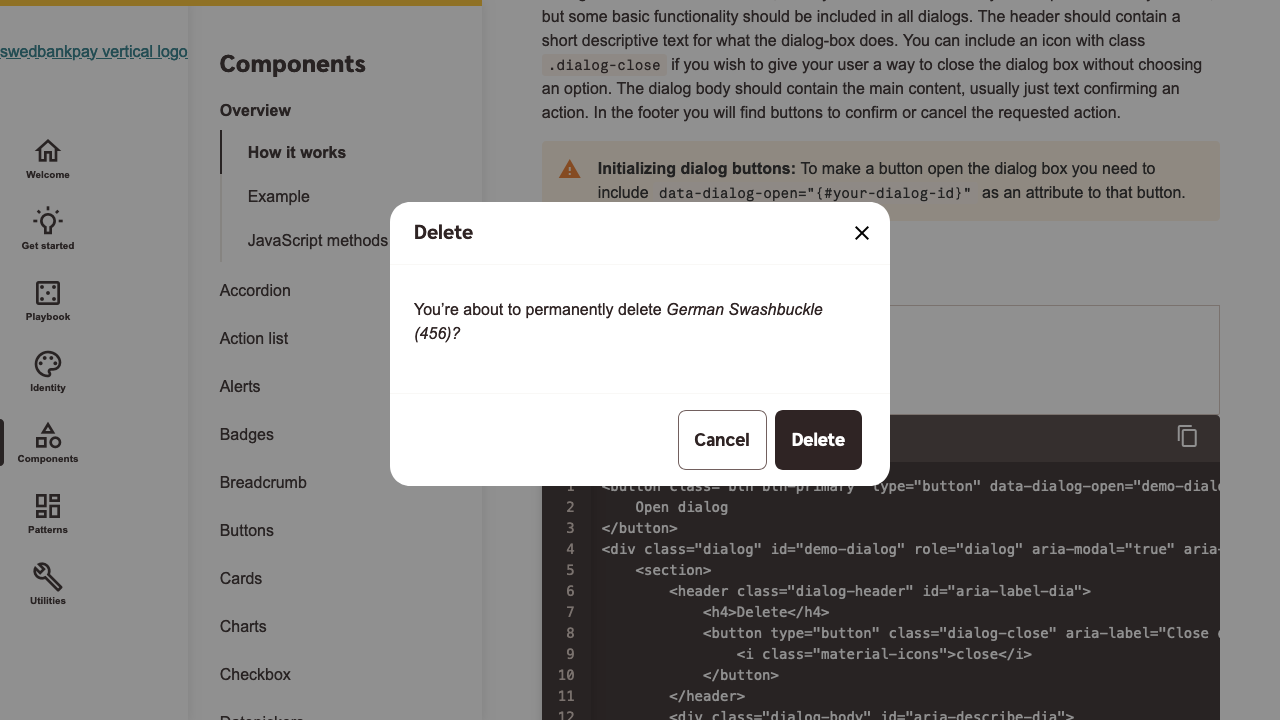 swedbankpay vertical logo
Welcome
Get started
Playbook
Identity
Components
Patterns
Utilities
Components
Overview
How it works
Example
JavaScript methods
Accordion
Action list
Alerts
Badges
Breadcrumb
Buttons
Cards
Charts
Checkbox
Datepickers
but some basic functionality should be included in all dialogs. The header should contain a
short descriptive text for what the dialog-box does. You can include an icon with class
.dialog-close if you wish to give your user a way to close the dialog box without choosing
an option. The dialog body should contain the main content, usually just text confirming an
action. In the footer you will find buttons to confirm or cancel the requested action.
Initializing dialog buttons: To make a button open the dialog box you need to
include data-dialog-open="{#your-dialog-id}" as an attribute to that button.
Delete
You're about to permanently delete German Swashbuckle
(456)?
Cancel
Delete
1 <button class="btn btn-primary" type="button" data-dialog-open="demo-dialo
2 Open dialog
3 </button>
4 <div class="dialog" id="demo-dialog" role="dialog" aria-modal="true" aria-
5 <section>
6 <header class="dialog-header" id="aria-label-dia">
7 <h4>Delete</h4>
8 <button type="button" class="dialog-close" aria-label="Close
9 <i class="material-icons">close</i>
10 </button>
11 </header>
12 <div class="dialog-body" id="aria-describe-dia">